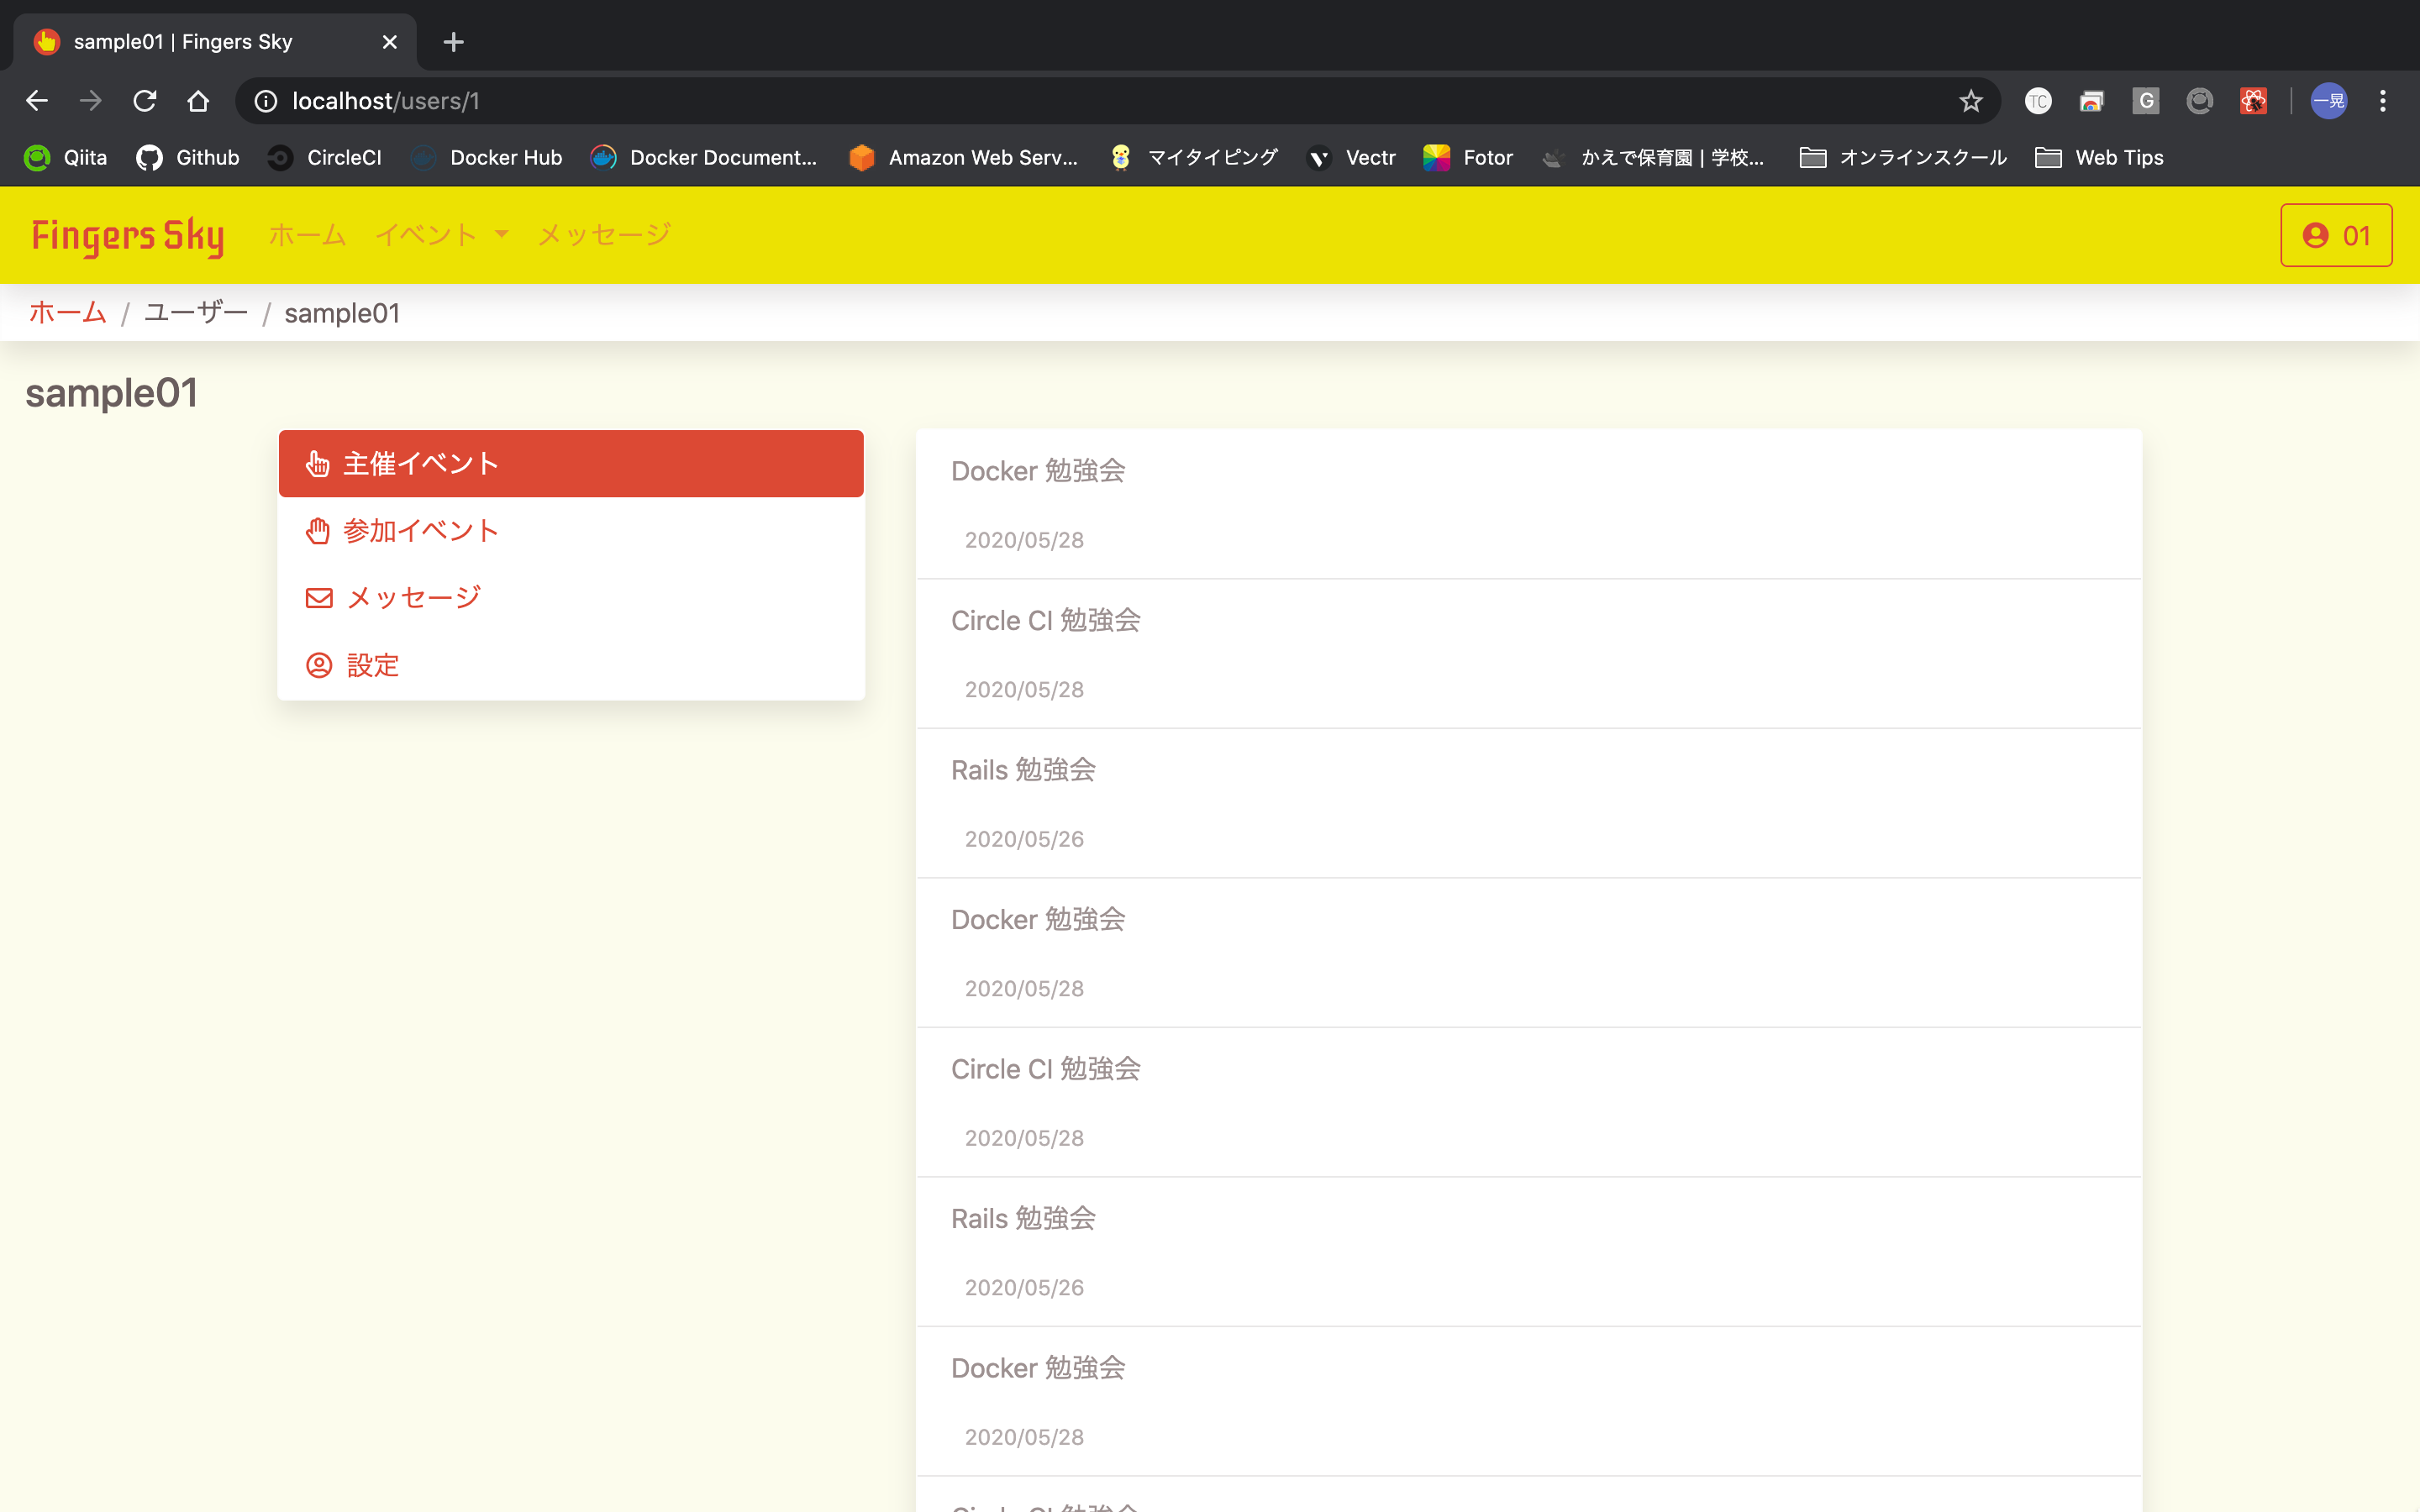 sample01 | Fingers Sky
localhost/users/1
TC
G
一晃
Qiita Github CircleCI Docker Hub Docker Document... Amazon Web Serv... マイタイピング Vectr Fotor かえで保育園 | 学校... オンラインスクール Web Tips
Fingers Sky ホーム イベント メッセージ 01
ホーム / ユーザー / sample01
sample01
主催イベント
参加イベント
メッセージ
設定
Docker 勉強会
2020/05/28
Circle CI 勉強会
2020/05/28
Rails 勉強会
2020/05/26
Docker 勉強会
2020/05/28
Circle CI 勉強会
2020/05/28
Rails 勉強会
2020/05/26
Docker 勉強会
2020/05/28
Circle CI 勉強会